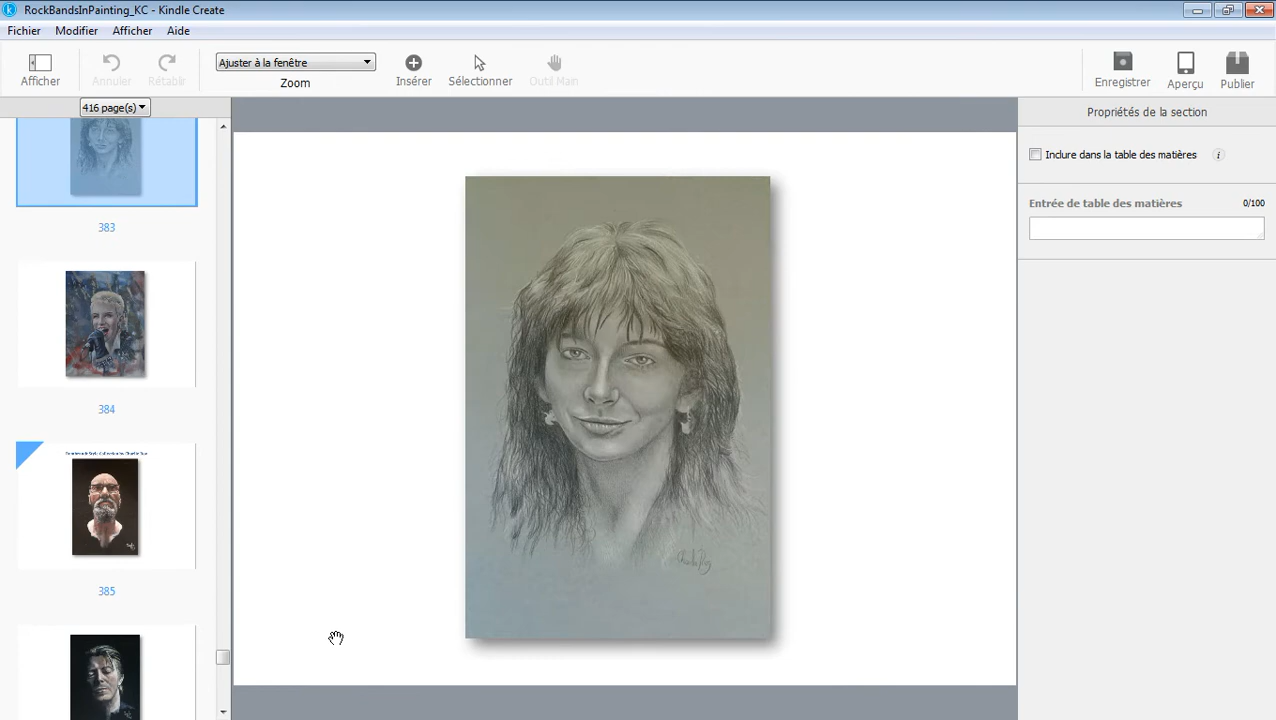 RockBandsInPainting_KC - Kindle Create
Fichier Modifier Afficher Aide
Afficher Annuler Rétablir Ajuster à la fenêtre Zoom Insérer Sélectionner Outil Main Enregistrer Aperçu Publier
416 page(s)
Propriétés de la section
Inclure dans la table des matières
i
Entrée de table des matières 0/100
383
384
385